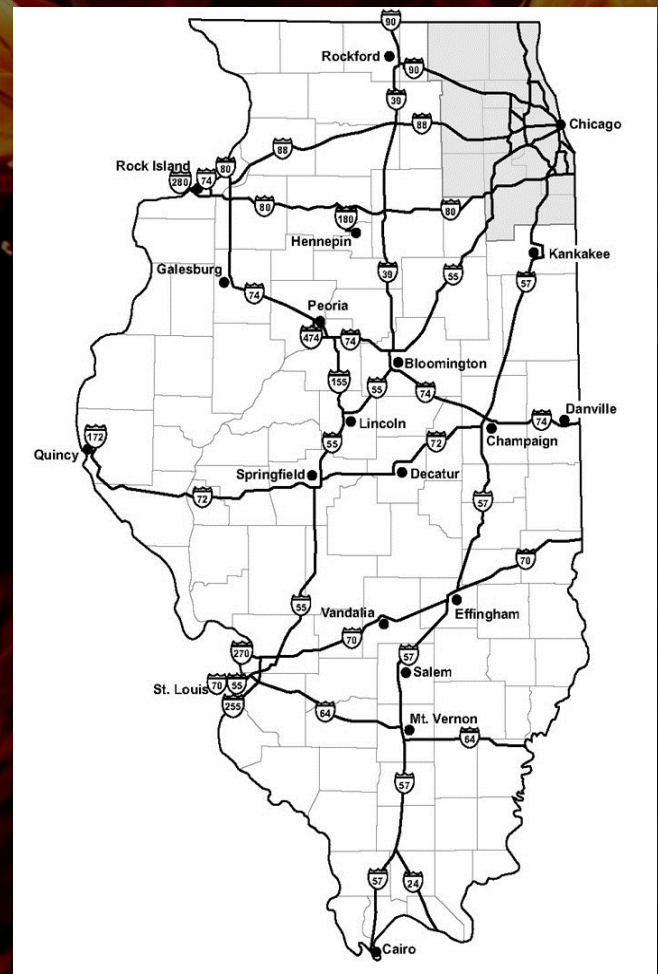 90
Rockford
90
39
88
Chicago
88
Rock Island
80
74
280
80
180
80
Hennepin
Kankakee
39
55
Galesburg
57
74
Peoria
474
74
Bloomington
155
55
74
Danville
Lincoln
74
172
55
72
Champaign
Quincy
Springfield
Decatur
72
57
70
55
Vandalia
Effingham
70
270
57
Salem
St. Louis
70
55
255
64
Mt. Vernon
64
57
57
24
Cairo